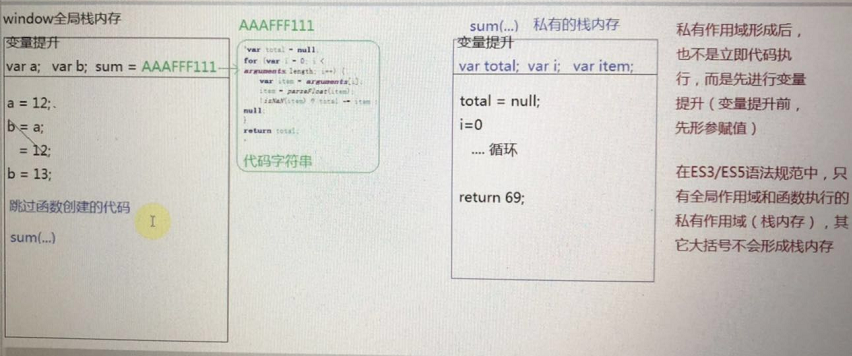 window全局栈内存
变量提升
var a;   var b;  sum = AAAFFF111
a = 12;
b = a;
   = 12;
b = 13;
跳过函数创建的代码
sum(...)
AAAFFF111
"var total = null;
for (var i = 0; i <
arguments.length; i++) {
    var item = arguments[i];
    item = parseFloat(item);
    !isNaN(item) ? total += item :
null;
}
return total;
"
代码字符串
sum(...)   私有的栈内存
变量提升
var total;  var i;   var item;
total = null;
i=0
   .... 循环
return 69;
私有作用域形成后，
也不是立即代码执
行，而是先进行变量
提升（变量提升前，
先形参赋值）
在ES3/ES5语法规范中，只
有全局作用域和函数执行的
私有作用域（栈内存），其
它大括号不会形成栈内存